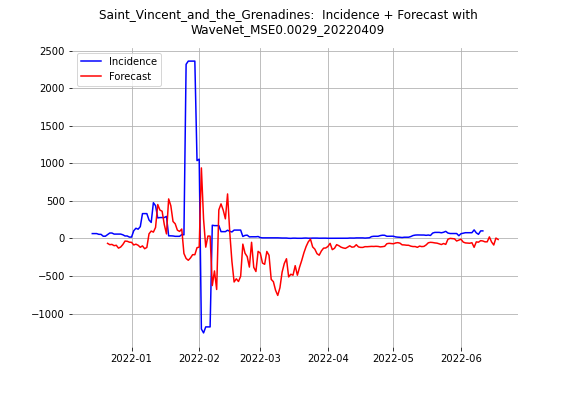 Saint_Vincent_and_the_Grenadines:  Incidence + Forecast with
WaveNet_MSE0.0029_20220409
Incidence
Forecast
2500
2000
1500
1000
500
0
−500
−1000
2022-01 2022-02 2022-03 2022-04 2022-05 2022-06